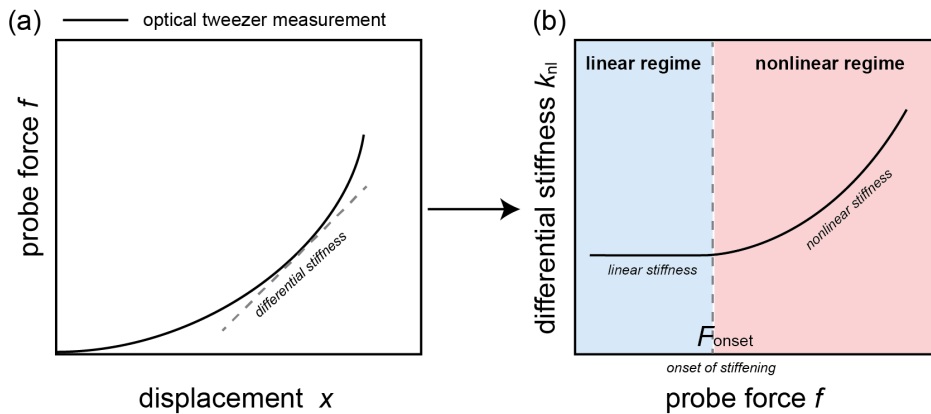 (a)
optical tweezer measurement
probe force f
differential stiffness
displacement x
(b)
differential stiffness knl
linear regime
nonlinear regime
linear stiffness
nonlinear stiffness
Fonset
onset of stiffening
probe force f